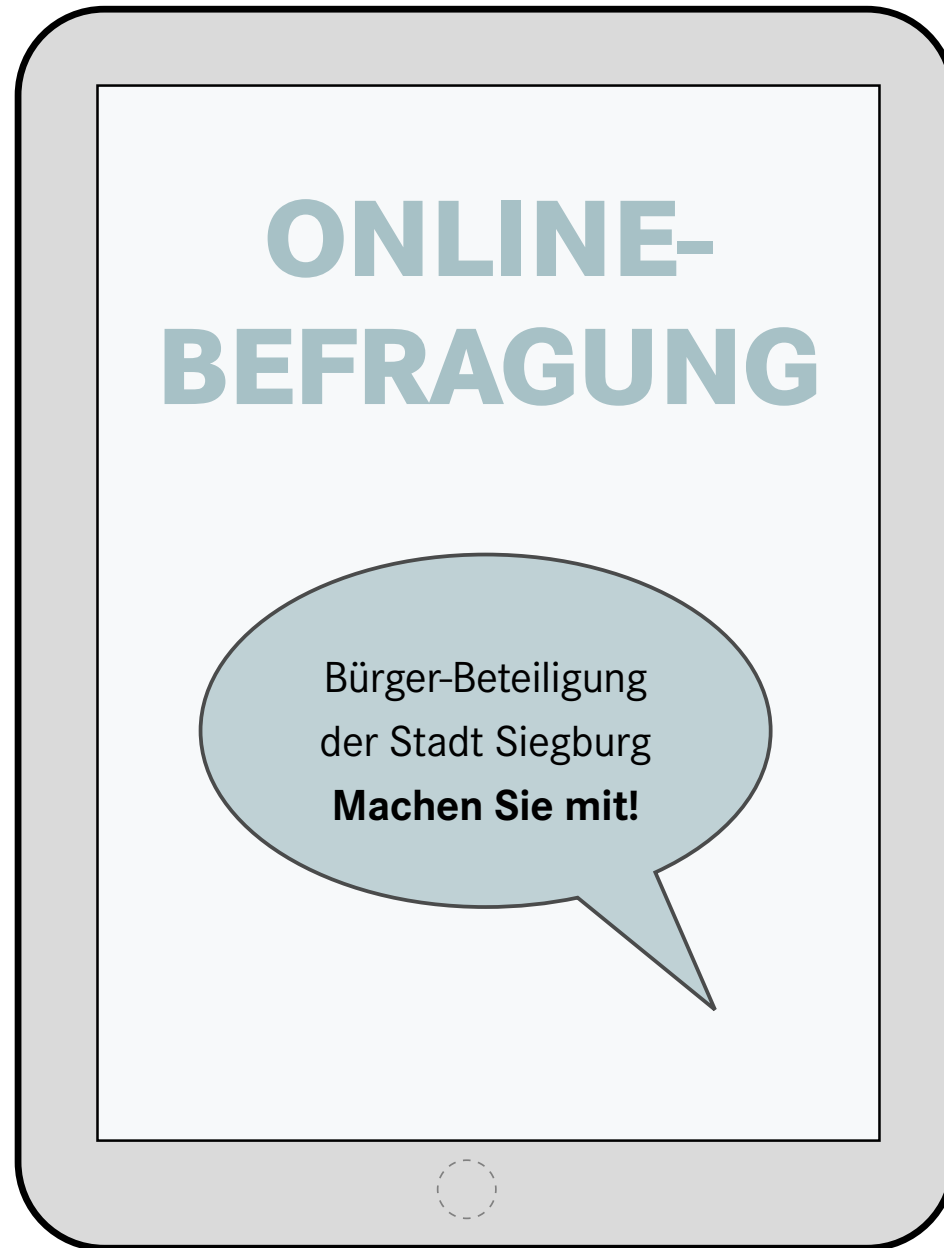 ONLINE-
BEFRAGUNG
Bürger-Beteiligung
der Stadt Siegburg
Machen Sie mit!